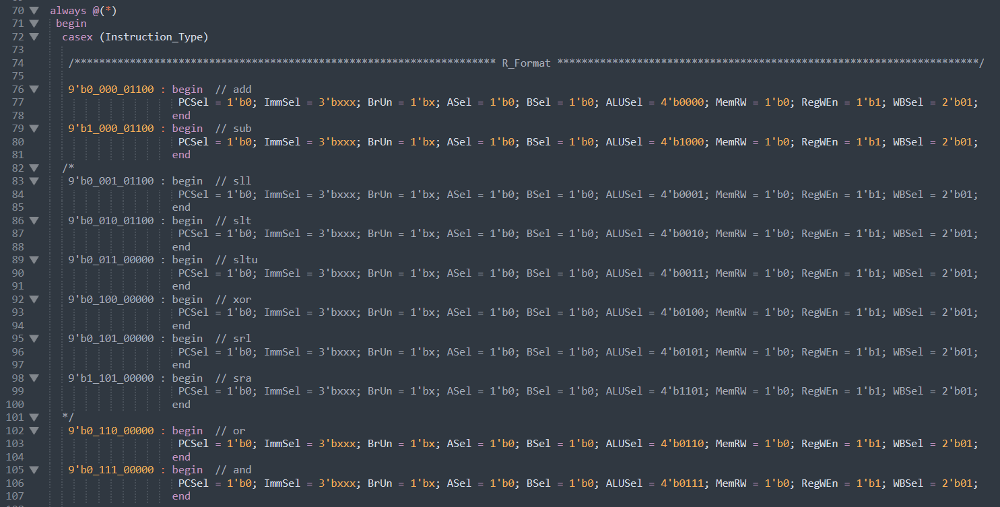 70 always @(*)
71 begin
72 casex (Instruction_Type)
73
74 /********************************************************************* R_Format *********************************************************************/
75
76 9'b0_000_01100 : begin // add
77 PCSel = 1'b0; ImmSel = 3'bxxx; BrUn = 1'bx; ASel = 1'b0; BSel = 1'b0; ALUSel = 4'b0000; MemRW = 1'b0; RegWEn = 1'b1; WBSel = 2'b01;
78 end
79 9'b1_000_01100 : begin // sub
80 PCSel = 1'b0; ImmSel = 3'bxxx; BrUn = 1'bx; ASel = 1'b0; BSel = 1'b0; ALUSel = 4'b1000; MemRW = 1'b0; RegWEn = 1'b1; WBSel = 2'b01;
81 end
82 /*
83 9'b0_001_01100 : begin // sll
84 PCSel = 1'b0; ImmSel = 3'bxxx; BrUn = 1'bx; ASel = 1'b0; BSel = 1'b0; ALUSel = 4'b0001; MemRW = 1'b0; RegWEn = 1'b1; WBSel = 2'b01;
85 end
86 9'b0_010_01100 : begin // slt
87 PCSel = 1'b0; ImmSel = 3'bxxx; BrUn = 1'bx; ASel = 1'b0; BSel = 1'b0; ALUSel = 4'b0010; MemRW = 1'b0; RegWEn = 1'b1; WBSel = 2'b01;
88 end
89 9'b0_011_00000 : begin // sltu
90 PCSel = 1'b0; ImmSel = 3'bxxx; BrUn = 1'bx; ASel = 1'b0; BSel = 1'b0; ALUSel = 4'b0011; MemRW = 1'b0; RegWEn = 1'b1; WBSel = 2'b01;
91 end
92 9'b0_100_00000 : begin // xor
93 PCSel = 1'b0; ImmSel = 3'bxxx; BrUn = 1'bx; ASel = 1'b0; BSel = 1'b0; ALUSel = 4'b0100; MemRW = 1'b0; RegWEn = 1'b1; WBSel = 2'b01;
94 end
95 9'b0_101_00000 : begin // srl
96 PCSel = 1'b0; ImmSel = 3'bxxx; BrUn = 1'bx; ASel = 1'b0; BSel = 1'b0; ALUSel = 4'b0101; MemRW = 1'b0; RegWEn = 1'b1; WBSel = 2'b01;
97 end
98 9'b1_101_00000 : begin // sra
99 PCSel = 1'b0; ImmSel = 3'bxxx; BrUn = 1'bx; ASel = 1'b0; BSel = 1'b0; ALUSel = 4'b1101; MemRW = 1'b0; RegWEn = 1'b1; WBSel = 2'b01;
100 end
101 */
102 9'b0_110_00000 : begin // or
103 PCSel = 1'b0; ImmSel = 3'bxxx; BrUn = 1'bx; ASel = 1'b0; BSel = 1'b0; ALUSel = 4'b0110; MemRW = 1'b0; RegWEn = 1'b1; WBSel = 2'b01;
104 end
105 9'b0_111_00000 : begin // and
106 PCSel = 1'b0; ImmSel = 3'bxxx; BrUn = 1'bx; ASel = 1'b0; BSel = 1'b0; ALUSel = 4'b0111; MemRW = 1'b0; RegWEn = 1'b1; WBSel = 2'b01;
107 end